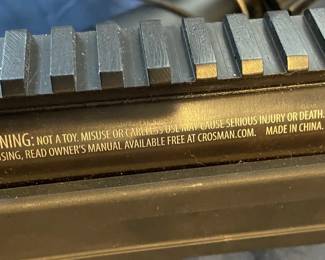 NING: NOT A TOY. MISUSE OR CARELESS USE MAY CAUSE SERIOUS INJURY OR DEATH.
SING, READ OWNER'S MANUAL AVAILABLE FREE AT CROSMAN.COM. MADE IN CHINA.